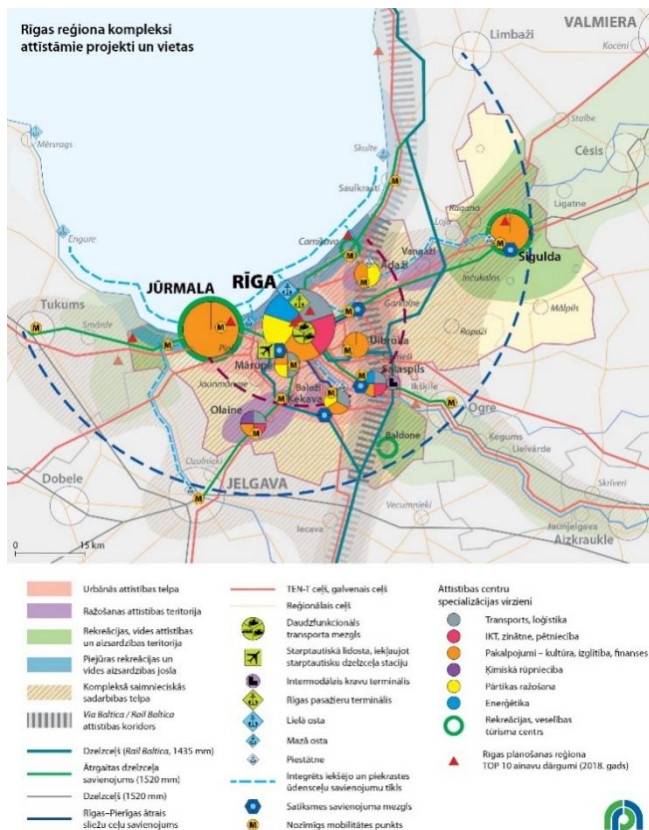 Rīgas reģiona kompleksi
attīstāmie projekti un vietas
VALMIERA
Limbaži
Kocēni
Stalbe
Cēsis
Mērsrags
Skulte
Saulkrasti
Ragana
Līgatne
Engure
Loja
Carnikava
Vangaži
Sigulda
Ādaži
JŪRMALA
RĪGA
Inčukalns
Mālpils
Tukums
Garkalne
Smārde
Ropaži
Ulbroka
Mārupe
Salaspils
Jaunmārupe
Baloži
Ķekava
Ikšķile
Olaine
Ogre
Baldone
Ķegums
Lielvārde
Ozolnieki
Skrīveri
Dobele
JELGAVA
Vecumnieki
Jaunjelgava
Aizkraukle
Iecava
0
15 km
Urbānās attīstības telpa
Ražošanas attīstības teritorija
Rekreācijas, vides attīstības
un aizsardzības teritorija
Piejūras rekreācijas un
vides aizsardzības josla
Kompleksā saimnieciskās
sadarbības telpa
Via Baltica / Rail Baltica
attīstības koridors
Dzelzceļš (Rail Baltica, 1435 mm)
Ātrgaitas dzelzceļa
savienojums (1520 mm)
Dzelzceļš (1520 mm)
Rīgas–Pierīgas ātrais
sliežu ceļu savienojums
TEN-T ceļš, galvenais ceļš
Reģionālais ceļš
Daudzfunkcionāls
transporta mezgls
Starptautiskā lidosta, iekļaujot
starptautisku dzelzceļa staciju
Intermodālais kravu terminālis
Rīgas pasažieru terminālis
Lielā osta
Mazā osta
Piestātne
Integrēts iekšējo un piekrastes
ūdensceļu savienojumu tīkls
Satiksmes savienojuma mezgls
Nozīmīgs mobilitātes punkts
Attīstības centru
specializācijas virzieni
Transports, loģistika
IKT, zinātne, pētniecība
Pakalpojumi – kultūra, izglītība, finanses
Ķīmiskā rūpniecība
Pārtikas ražošana
Enerģētika
Rekreācijas, veselības
tūrisma centrs
Rīgas plānošanas reģiona
TOP 10 ainavu dārgumi (2018. gads)